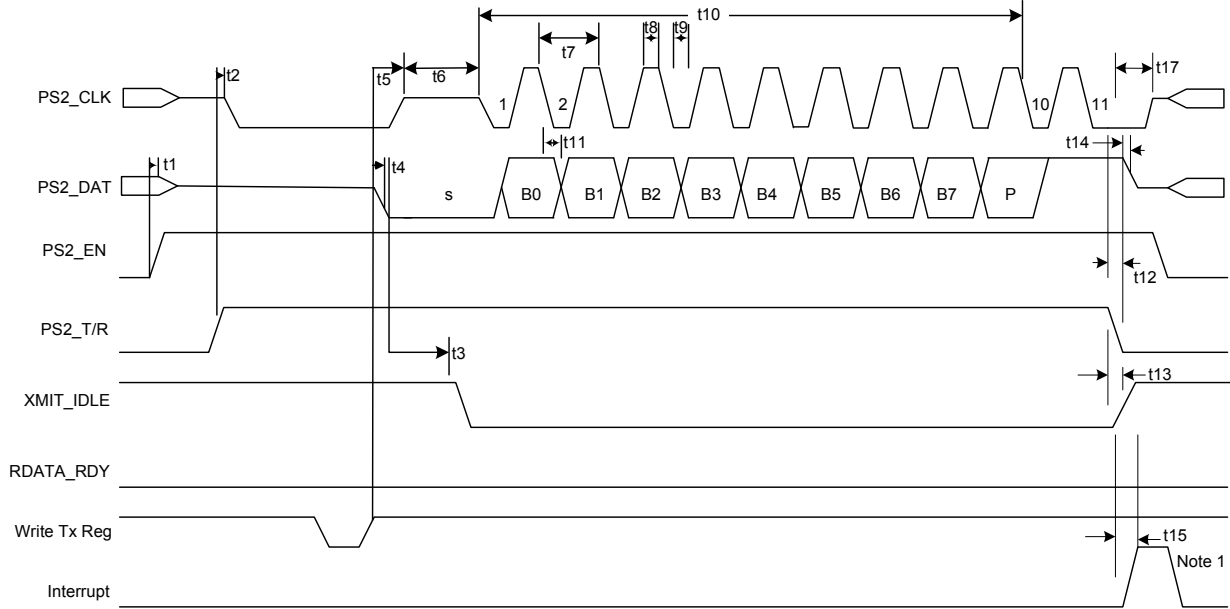 t10
t8 t9
t2 t5 t6 t7 t17
PS2_CLK 1 2 10 11
t11 t14
t1 t4
PS2_DAT s B0 B1 B2 B3 B4 B5 B6 B7 P
PS2_EN
t12
PS2_T/R
t3
t13
XMIT_IDLE
RDATA_RDY
Write Tx Reg
t15
Note 1
Interrupt